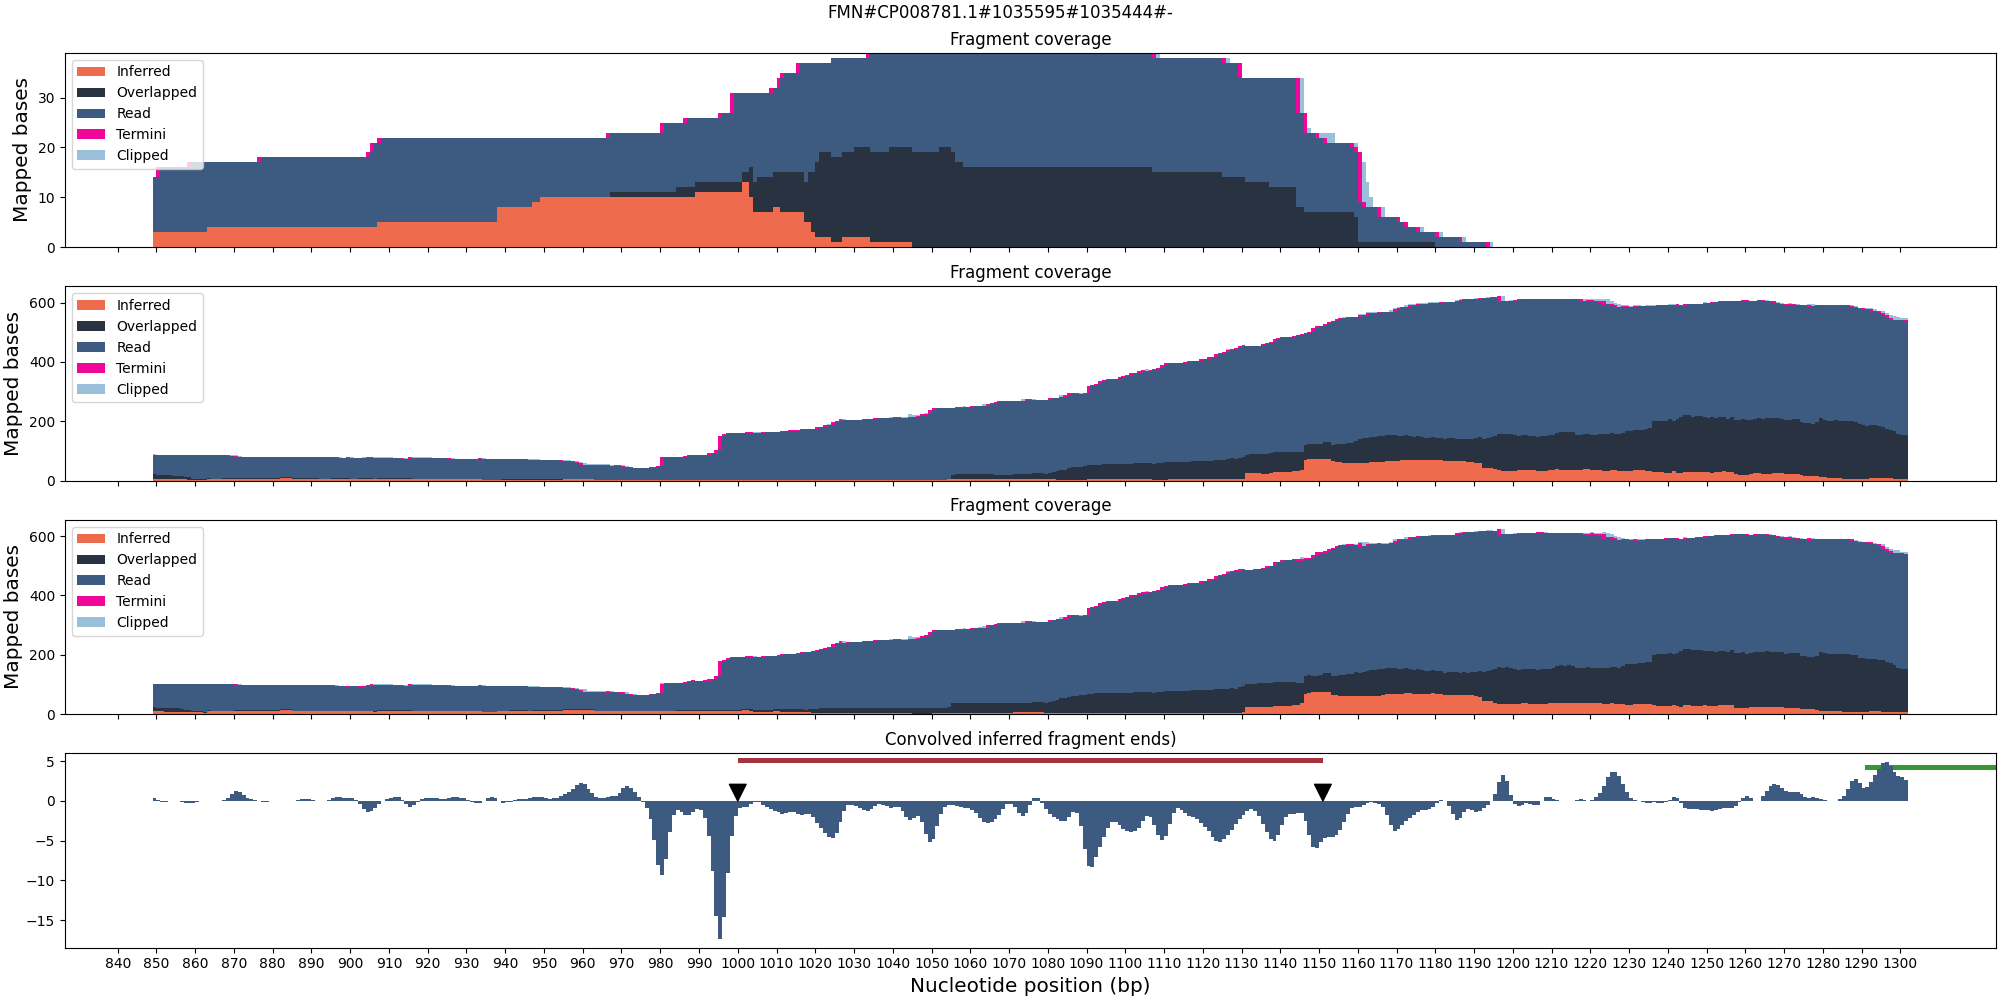 FMN#CP008781.1#1035595#1035444#-
Fragment coverage
Mapped bases
30
20
10
0
Inferred
Overlapped
Read
Termini
Clipped
Fragment coverage
Mapped bases
600
400
200
0
Inferred
Overlapped
Read
Termini
Clipped
Fragment coverage
Mapped bases
600
400
200
0
Inferred
Overlapped
Read
Termini
Clipped
Convolved inferred fragment ends)
5
0
−5
−10
−15
840 850 860 870 880 890 900 910 920 930 940 950 960 970 980 990 1000 1010 1020 1030 1040 1050 1060 1070 1080 1090 1100 1110 1120 1130 1140 1150 1160 1170 1180 1190 1200 1210 1220 1230 1240 1250 1260 1270 1280 1290 1300
Nucleotide position (bp)